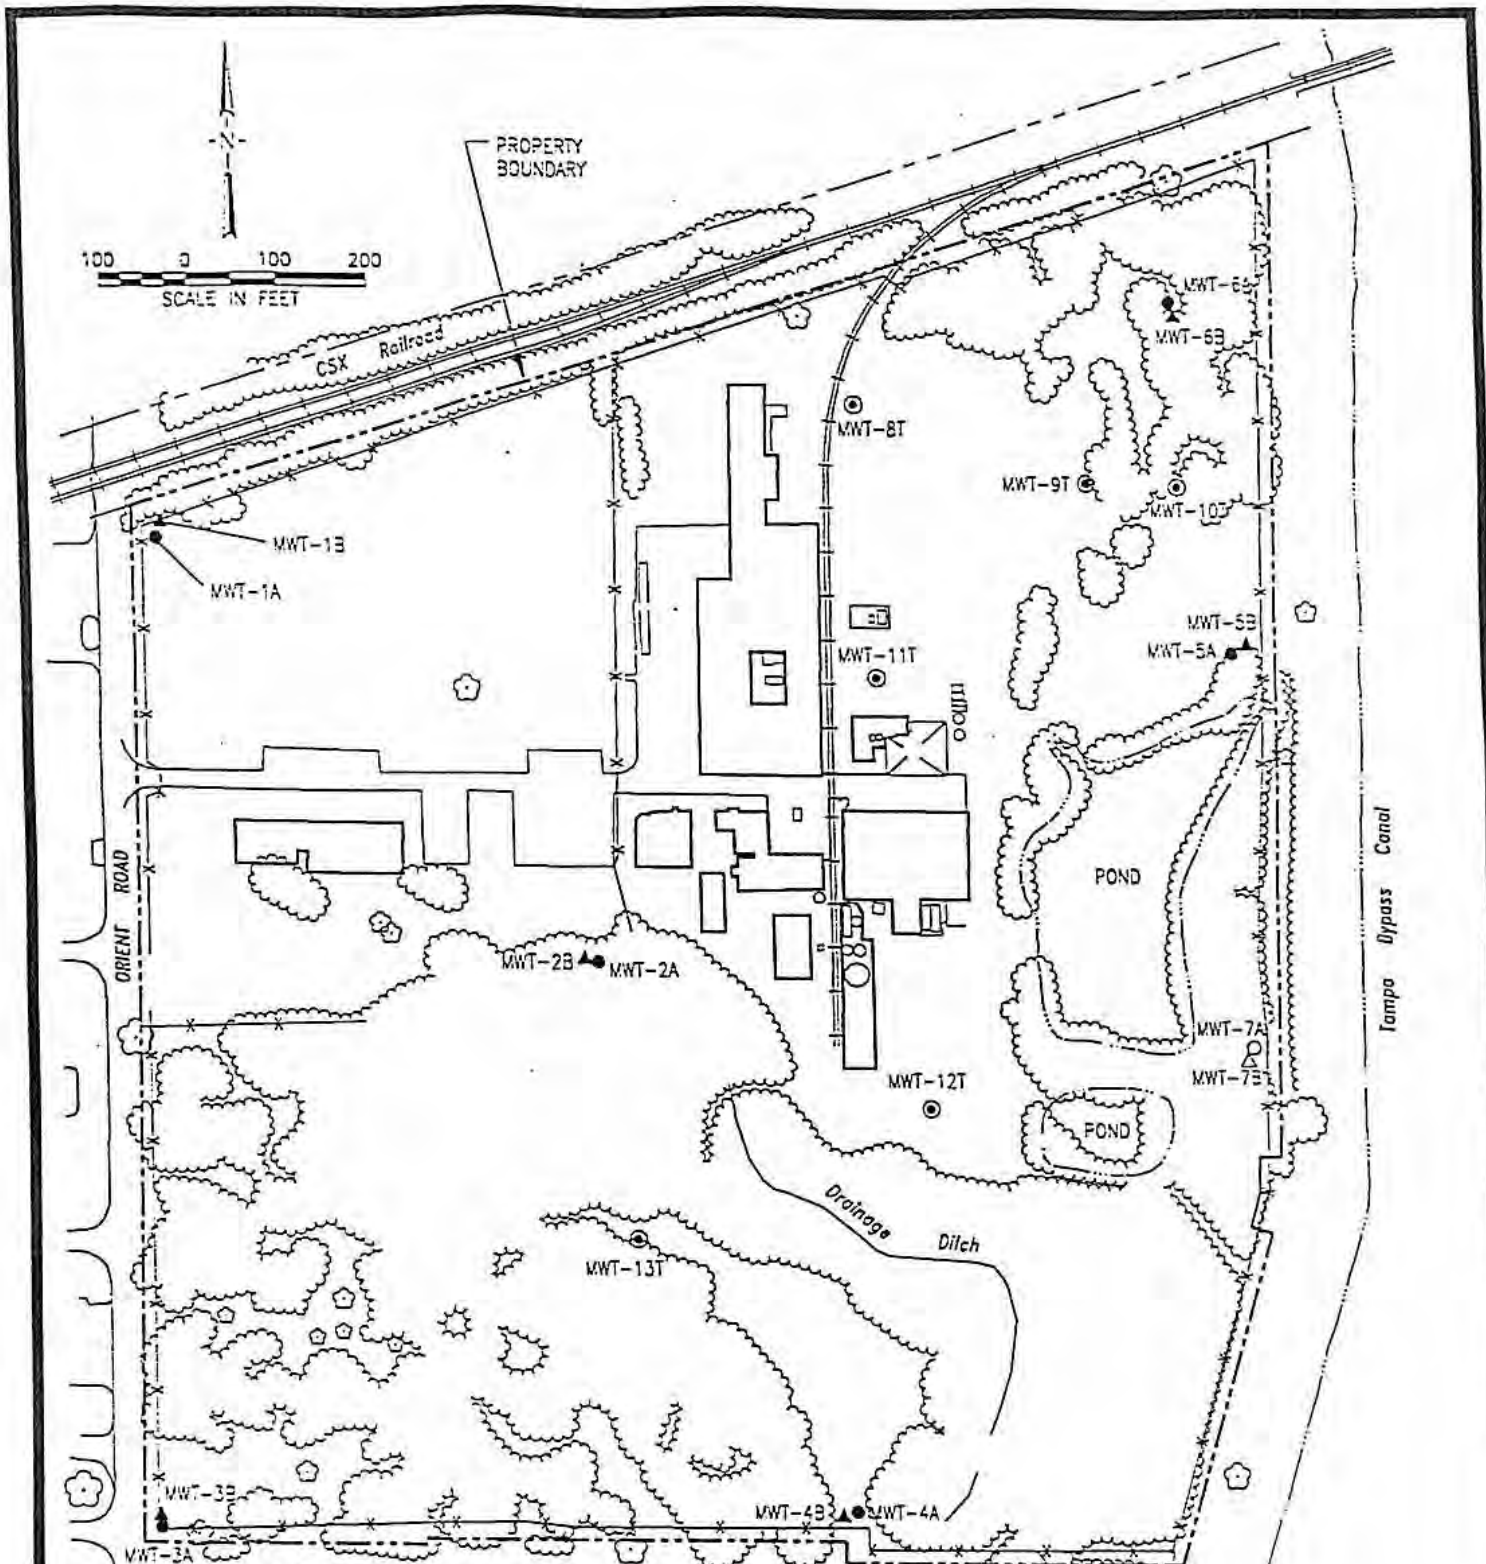 PROPERTY
BOUNDARY
N
100 0 100 200
SCALE IN FEET
CSX Railroad
MWT-6A
MWT-6B
MWT-8T
MWT-9T
MWT-10T
MWT-1B
MWT-1A
MWT-5B
MWT-5A
MWT-11T
POND
ORIENT ROAD
Tampa Bypass Canal
MWT-2B
MWT-2A
MWT-7A
MWT-7B
MWT-12T
POND
Drainage Ditch
MWT-13T
MWT-3B
MWT-4B
MWT-4A
MWT-3A